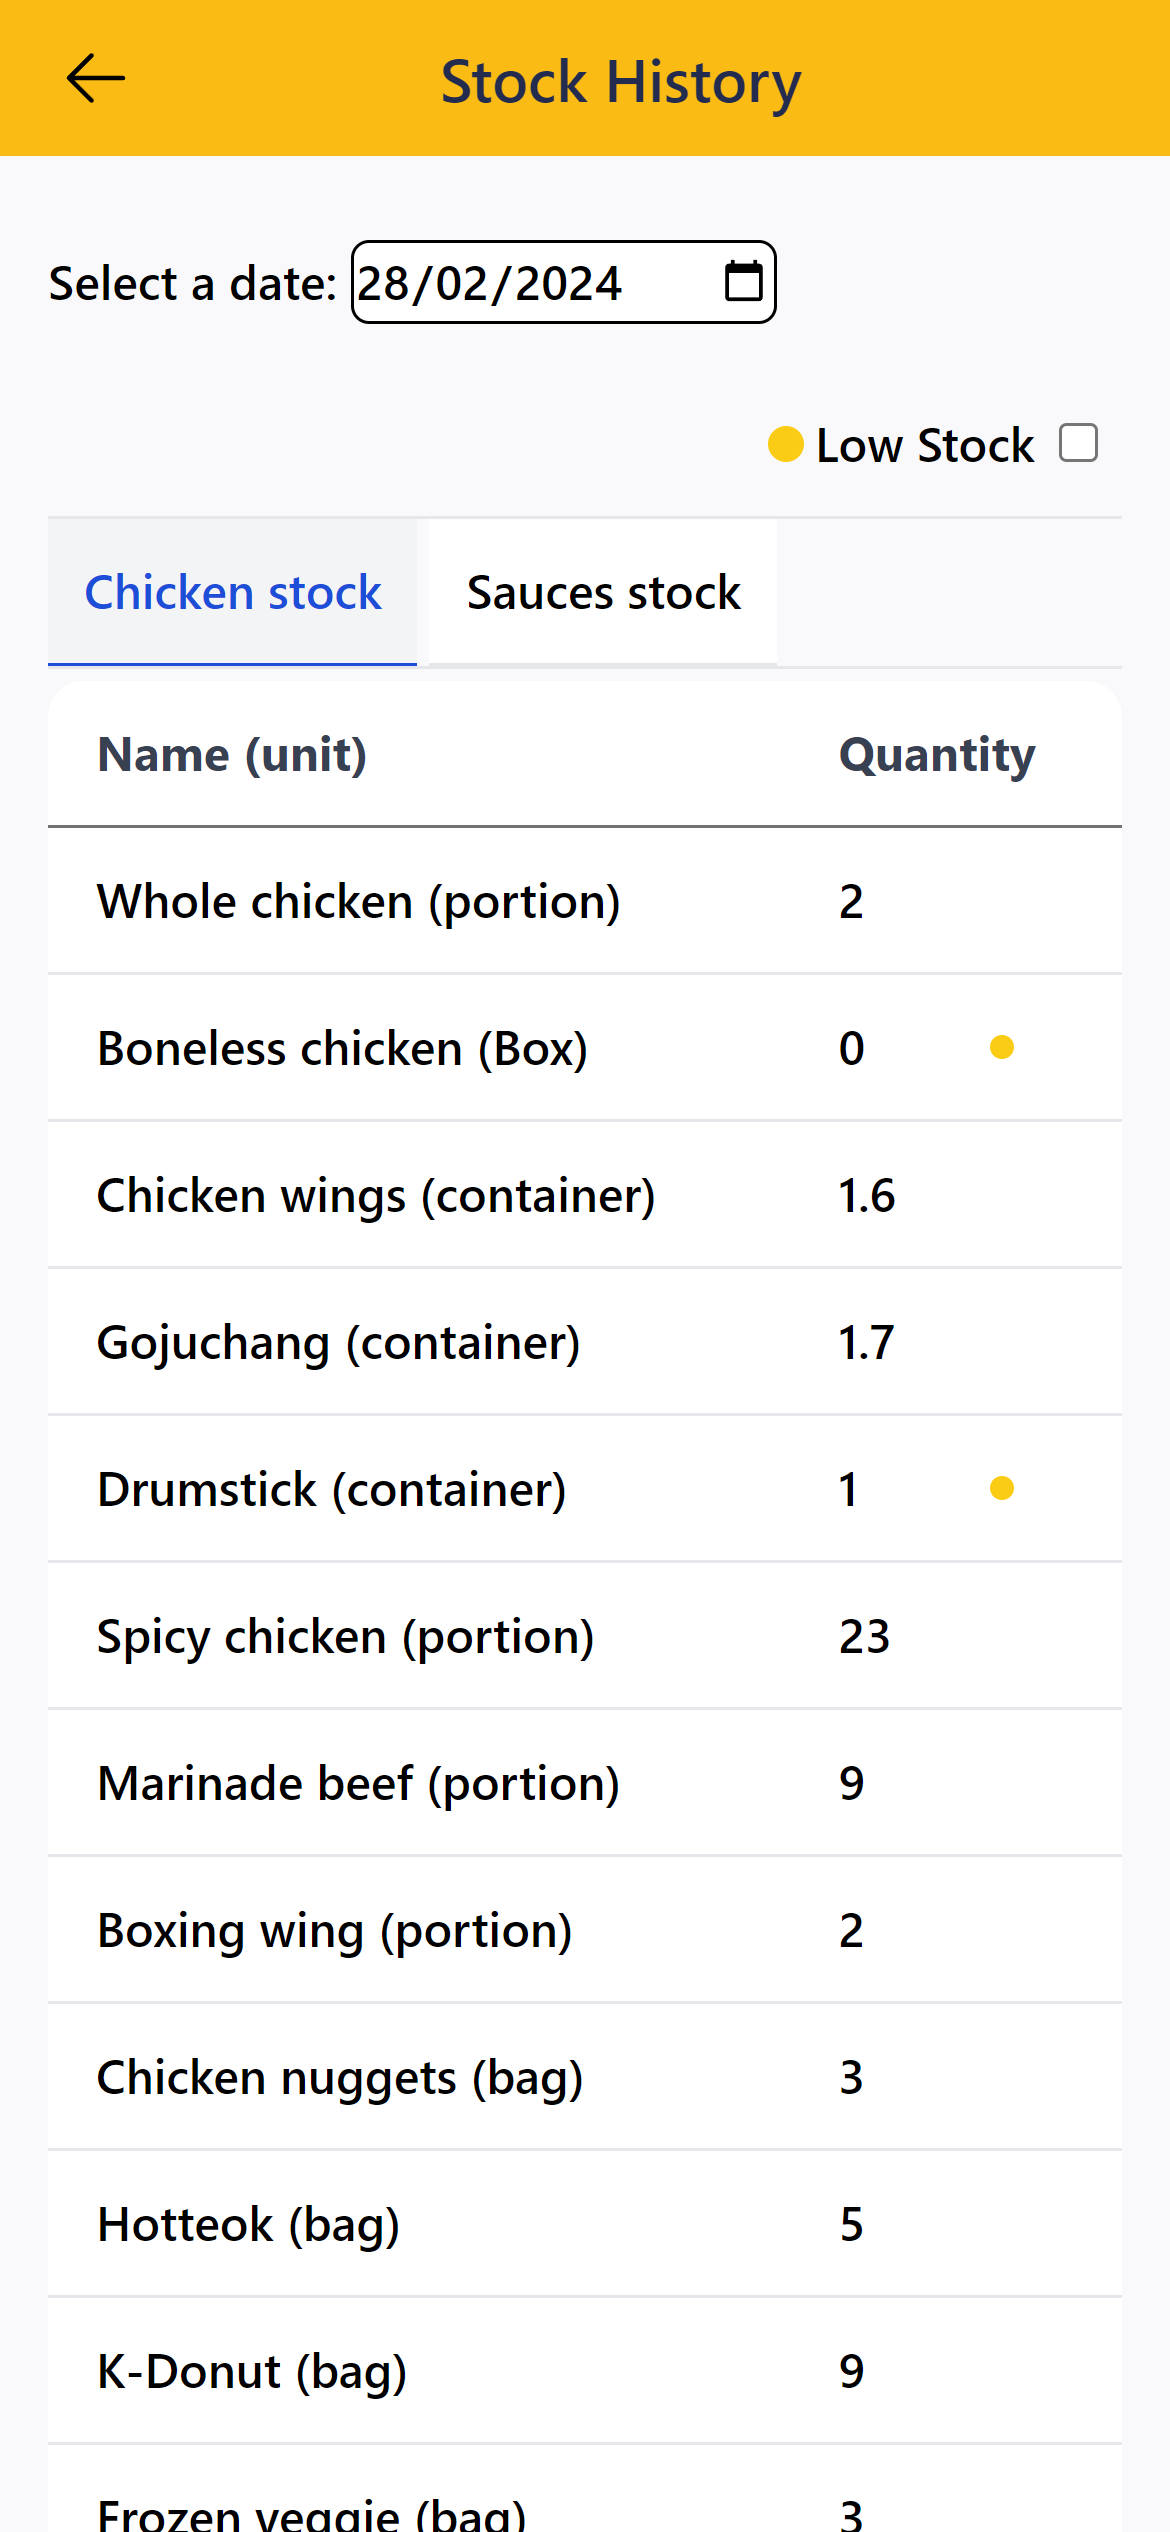 Stock History
Select a date: 28/02/2024
Low Stock
Chicken stock Sauces stock
Name (unit) Quantity
Whole chicken (portion) 2
Boneless chicken (Box) 0
Chicken wings (container) 1.6
Gojuchang (container) 1.7
Drumstick (container) 1
Spicy chicken (portion) 23
Marinade beef (portion) 9
Boxing wing (portion) 2
Chicken nuggets (bag) 3
Hotteok (bag) 5
K-Donut (bag) 9
Frozen veggie (bag) 3